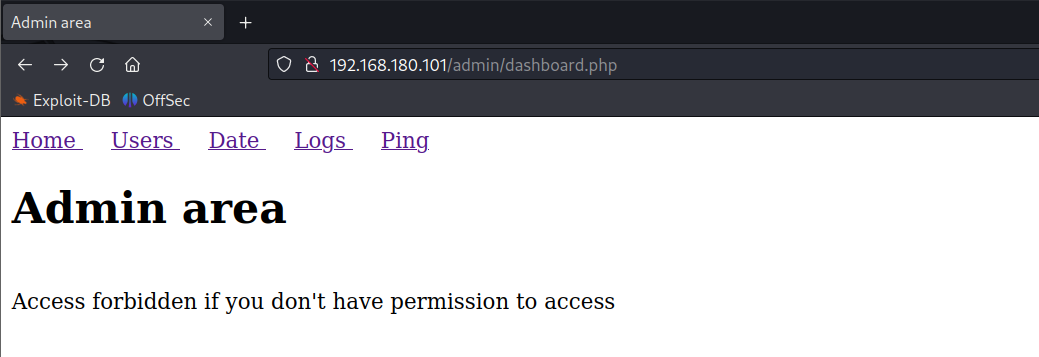 Admin area
192.168.180.101/admin/dashboard.php
Exploit-DB OffSec
Home Users Date Logs Ping
Admin area
Access forbidden if you don't have permission to access